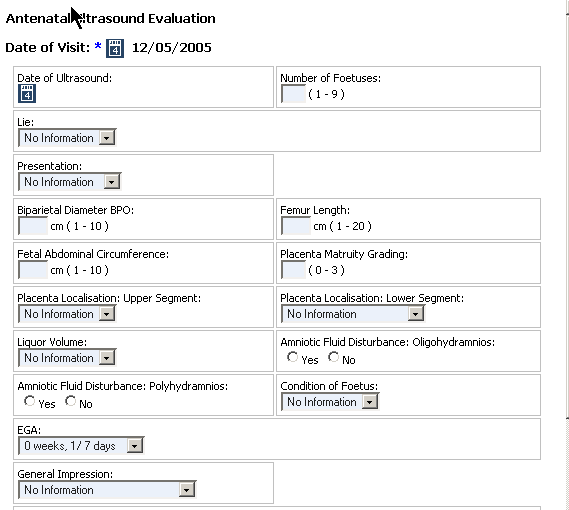 Antenatal Ultrasound Evaluation
Date of Visit: * 4 12/05/2005
Date of Ultrasound:
4
Number of Foetuses:
( 1 - 9 )
Lie:
No Information
Presentation:
No Information
Biparietal Diameter BPO:
cm ( 1 - 10 )
Femur Length:
cm ( 1 - 20 )
Fetal Abdominal Circumference:
cm ( 1 - 10 )
Placenta Matruity Grading:
( 0 - 3 )
Placenta Localisation: Upper Segment:
No Information
Placenta Localisation: Lower Segment:
No Information
Liquor Volume:
No Information
Amniotic Fluid Disturbance: Oligohydramnios:
Yes No
Amniotic Fluid Disturbance: Polyhydramnios:
Yes No
Condition of Foetus:
No Information
EGA:
0 weeks, 1/ 7 days
General Impression:
No Information